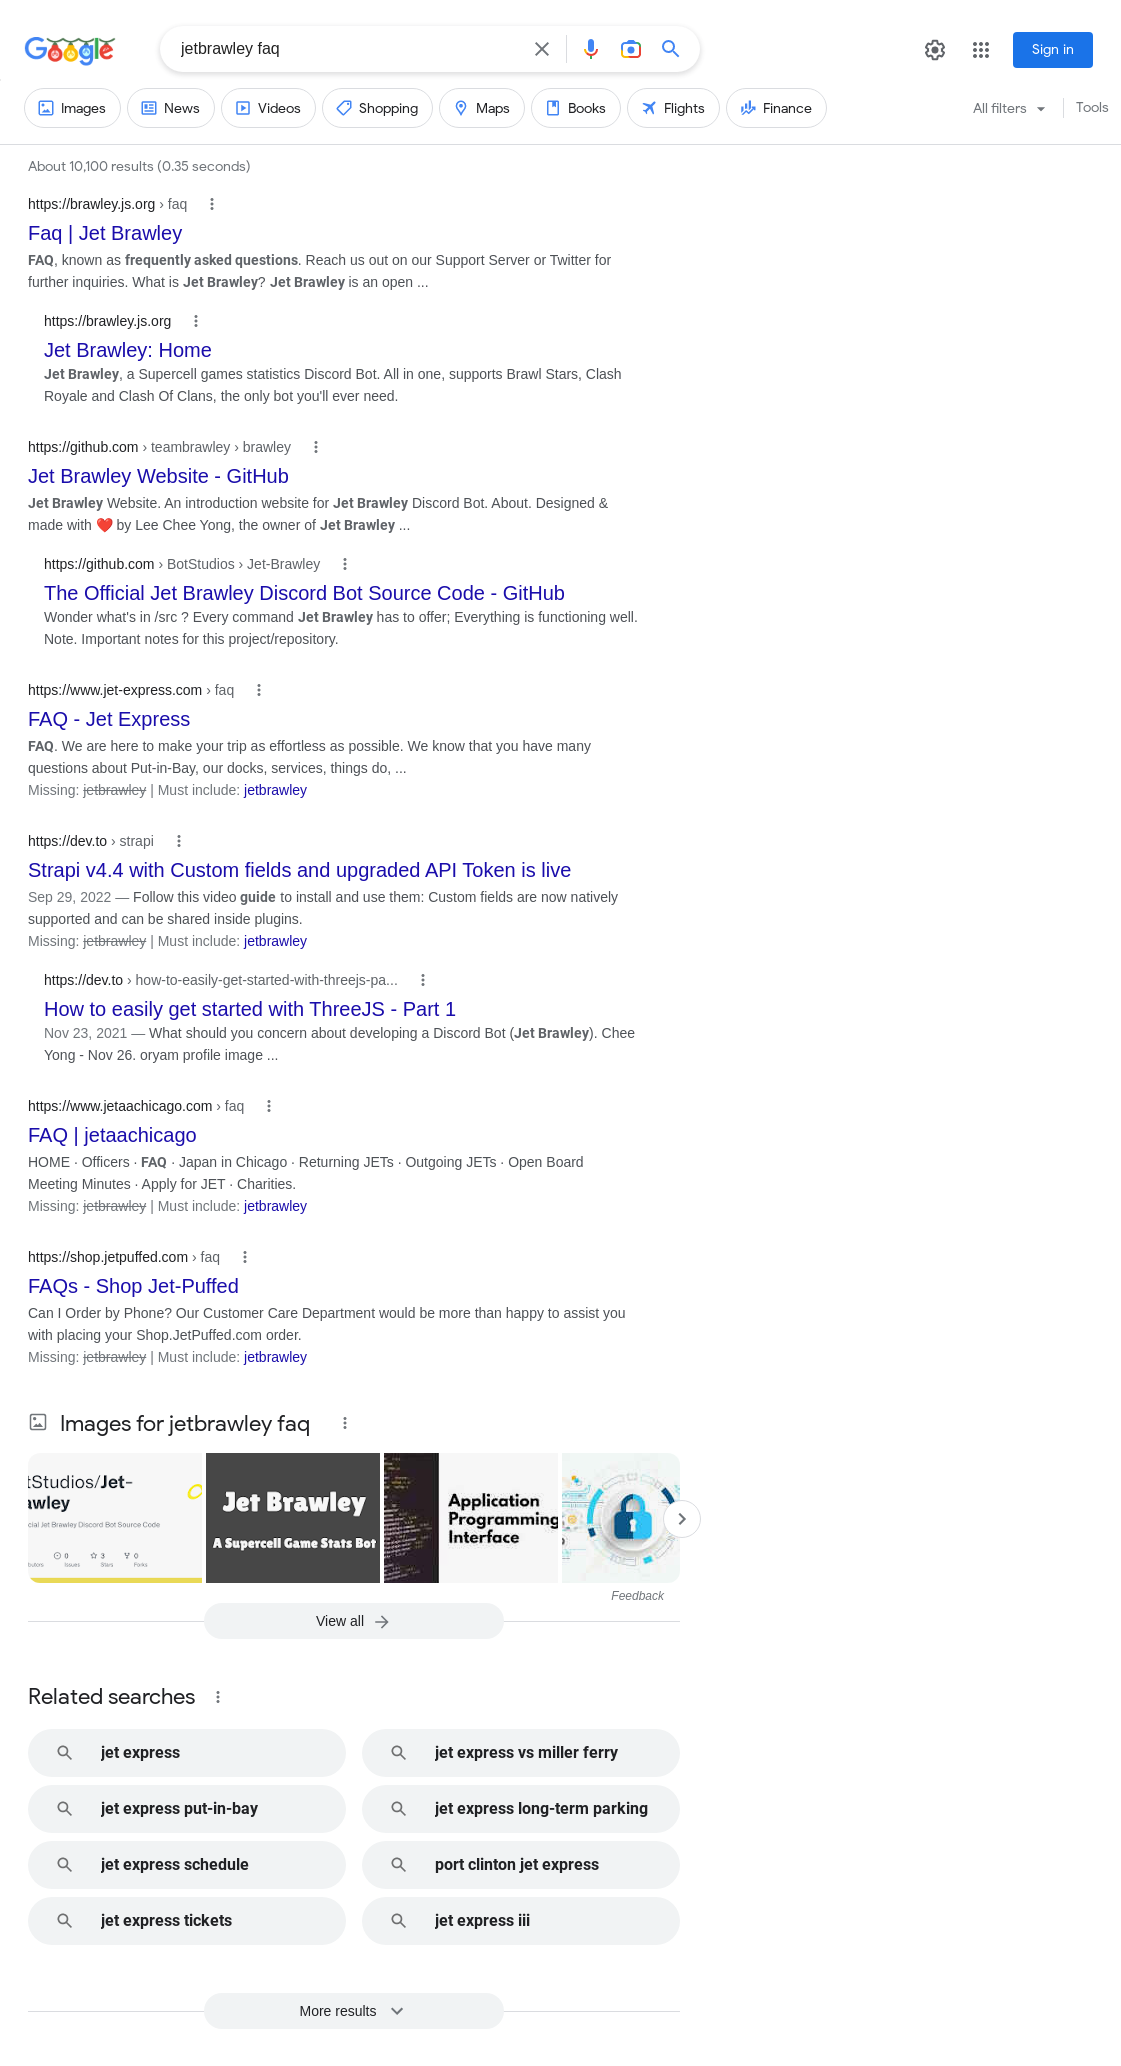 Google
jetbrawley faq
Sign in
Images
News
Videos
Shopping
Maps
Books
Flights
Finance
All filters
Tools
About 10,100 results (0.35 seconds)
https://brawley.js.org › faq
Faq | Jet Brawley
FAQ, known as frequently asked questions. Reach us out on our Support Server or Twitter for
further inquiries. What is Jet Brawley? Jet Brawley is an open ...
https://brawley.js.org
Jet Brawley: Home
Jet Brawley, a Supercell games statistics Discord Bot. All in one, supports Brawl Stars, Clash
Royale and Clash Of Clans, the only bot you'll ever need.
https://github.com › teambrawley › brawley
Jet Brawley Website - GitHub
Jet Brawley Website. An introduction website for Jet Brawley Discord Bot. About. Designed &
made with ❤️ by Lee Chee Yong, the owner of Jet Brawley ...
https://github.com › BotStudios › Jet-Brawley
The Official Jet Brawley Discord Bot Source Code - GitHub
Wonder what's in /src ? Every command Jet Brawley has to offer; Everything is functioning well.
Note. Important notes for this project/repository.
https://www.jet-express.com › faq
FAQ - Jet Express
FAQ. We are here to make your trip as effortless as possible. We know that you have many
questions about Put-in-Bay, our docks, services, things do, ...
Missing: jetbrawley | Must include: jetbrawley
https://dev.to › strapi
Strapi v4.4 with Custom fields and upgraded API Token is live
Sep 29, 2022 — Follow this video guide to install and use them: Custom fields are now natively
supported and can be shared inside plugins.
Missing: jetbrawley | Must include: jetbrawley
https://dev.to › how-to-easily-get-started-with-threejs-pa...
How to easily get started with ThreeJS - Part 1
Nov 23, 2021 — What should you concern about developing a Discord Bot (Jet Brawley). Chee
Yong - Nov 26. oryam profile image ...
https://www.jetaachicago.com › faq
FAQ | jetaachicago
HOME · Officers · FAQ · Japan in Chicago · Returning JETs · Outgoing JETs · Open Board
Meeting Minutes · Apply for JET · Charities.
Missing: jetbrawley | Must include: jetbrawley
https://shop.jetpuffed.com › faq
FAQs - Shop Jet-Puffed
Can I Order by Phone? Our Customer Care Department would be more than happy to assist you
with placing your Shop.JetPuffed.com order.
Missing: jetbrawley | Must include: jetbrawley
Images for jetbrawley faq
tStudios/Jet-
awley
cial Jet Brawley Discord Bot Source Code
0
3
0
Issues
Stars
Forks
Jet Brawley
A Supercell Game Stats Bot
Application
Programming
Interface
Feedback
View all
Related searches
jet express
jet express vs miller ferry
jet express put-in-bay
jet express long-term parking
jet express schedule
port clinton jet express
jet express tickets
jet express iii
More results